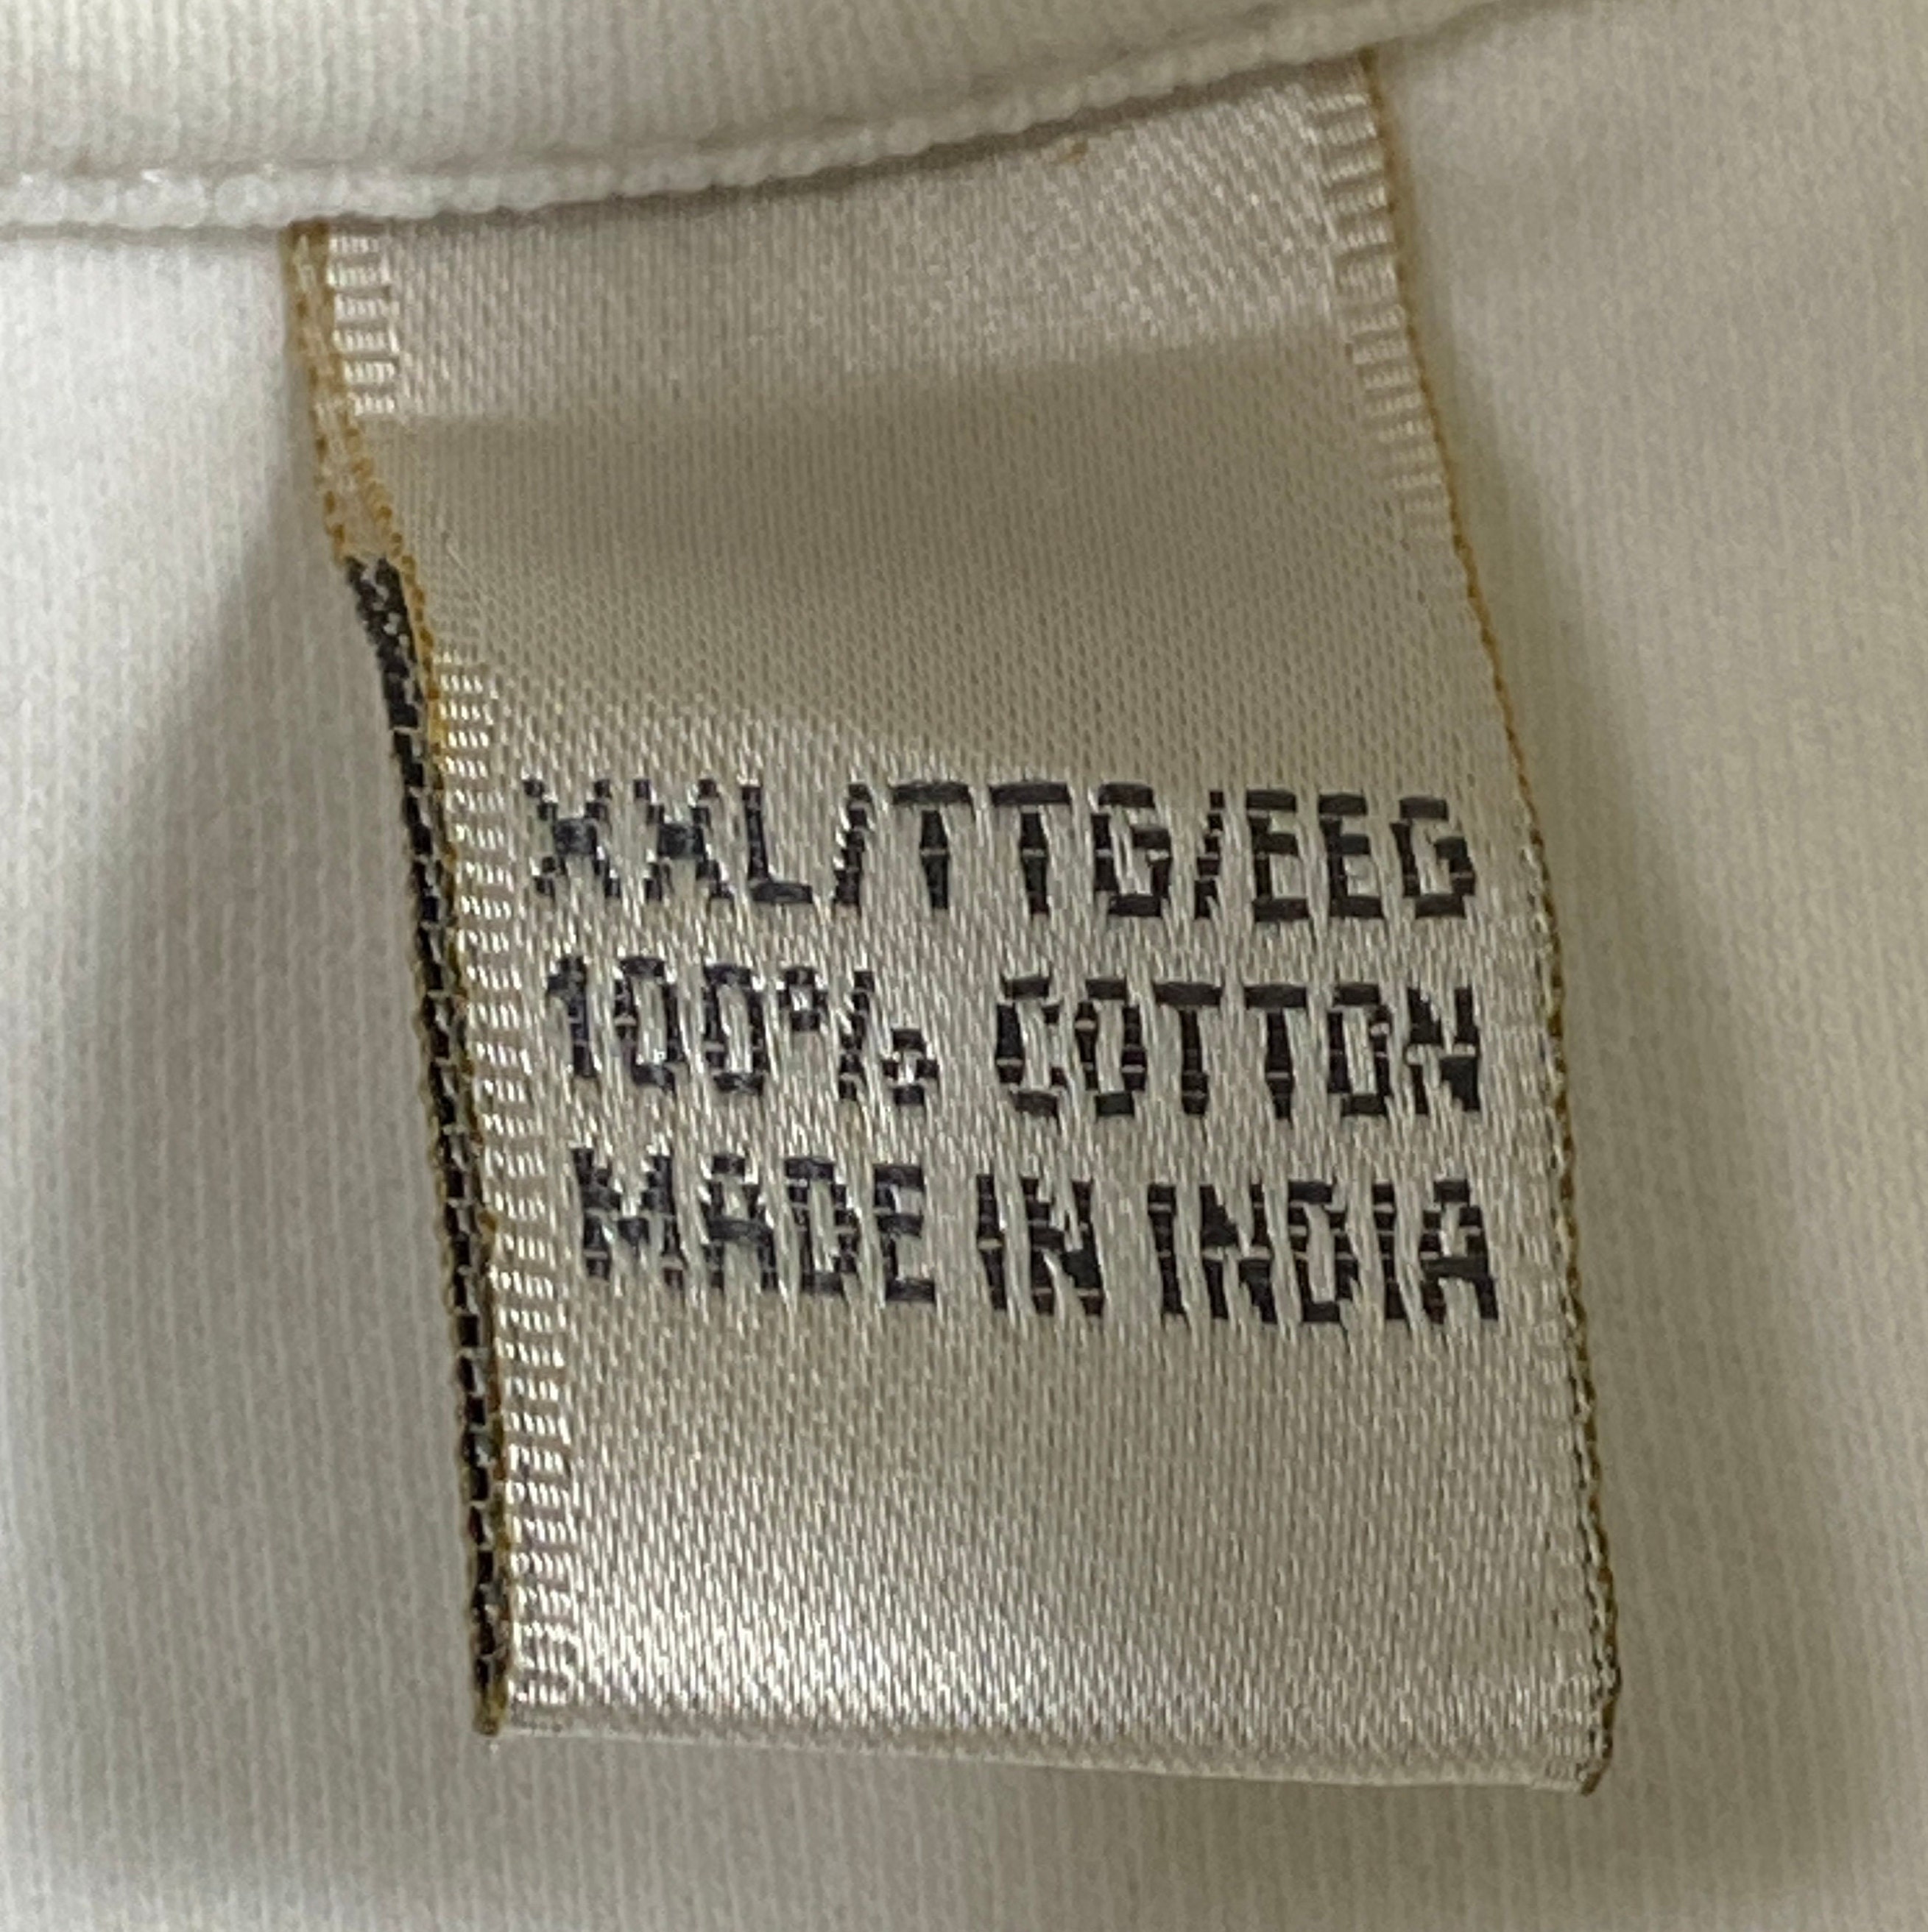 XXL/TTG/EEG
100% COTTON
MADE IN INDIA